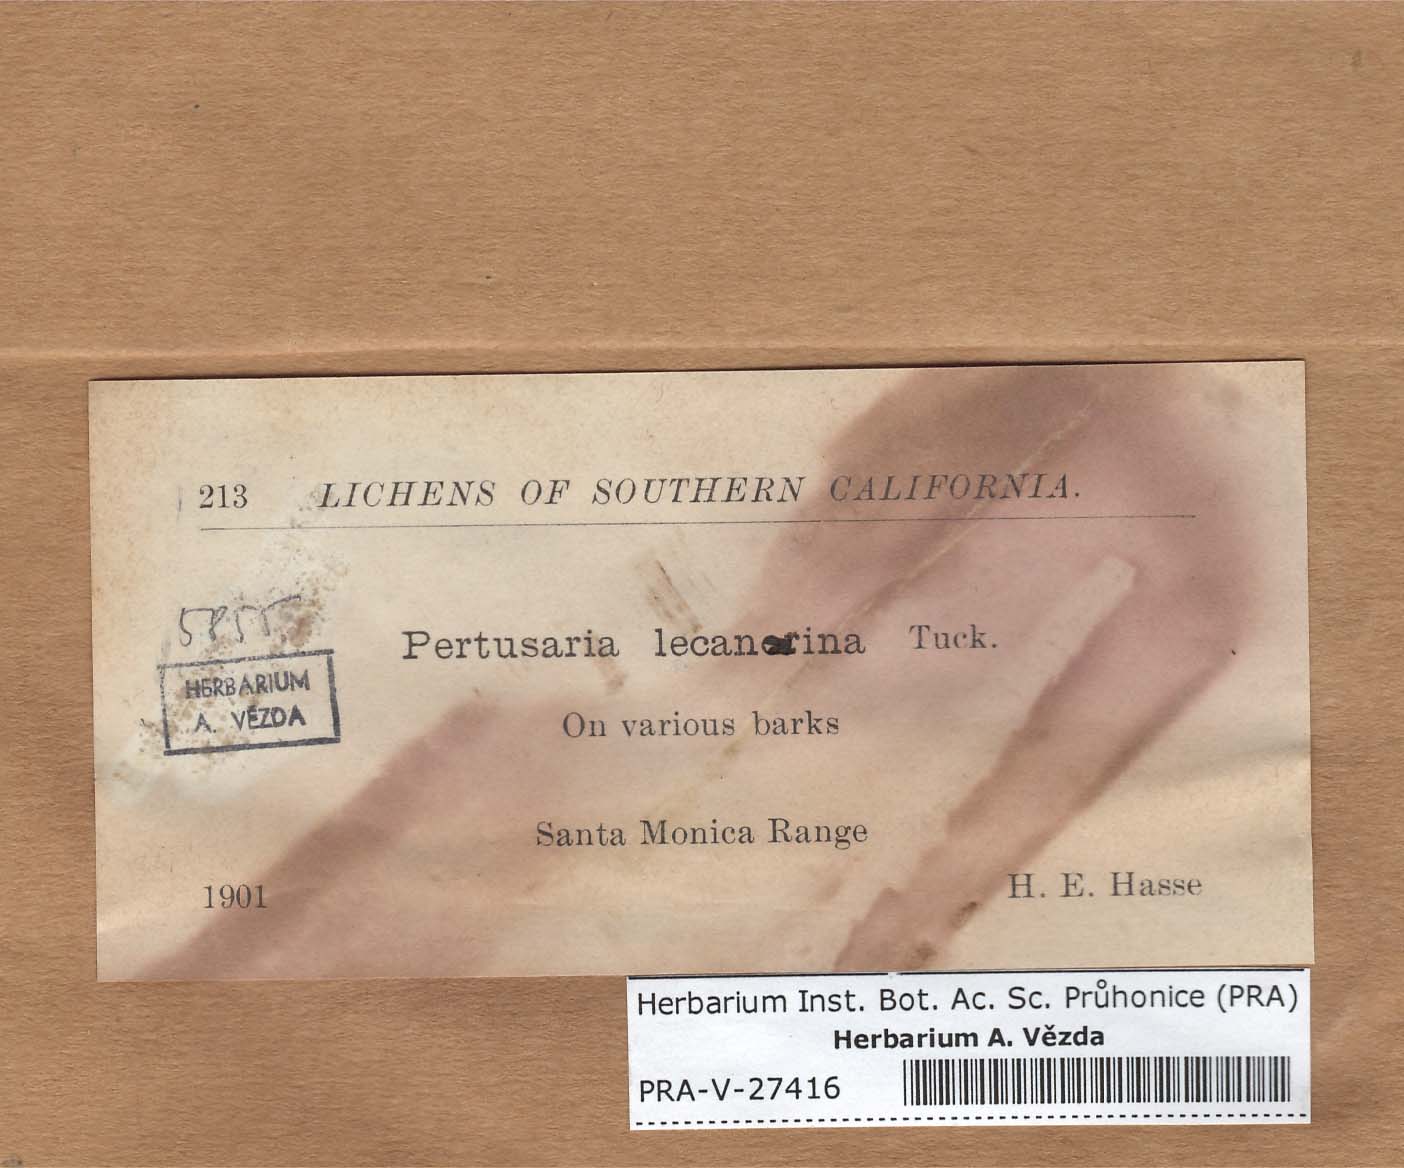 213 LICHENS OF SOUTHERN CALIFORNIA.
5855
Pertusaria lecanorina Tuck.
HERBARIUM
A. VĚZDA
On various barks
Santa Monica Range
1901
H. E. Hasse
Herbarium Inst. Bot. Ac. Sc. Průhonice (PRA)
Herbarium A. Vězda
PRA-V-27416